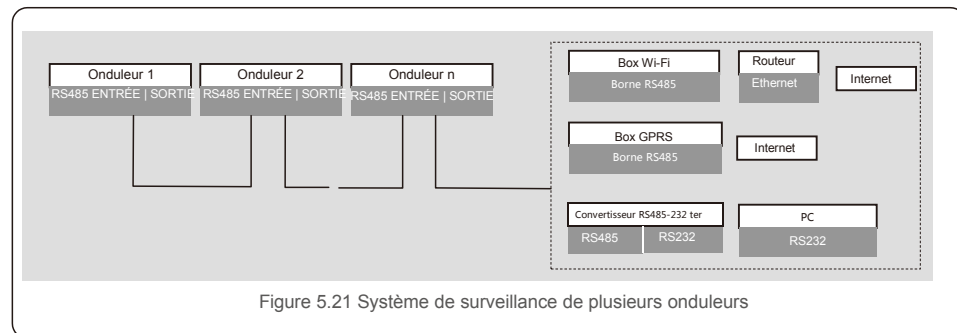 Onduleur 1
RS485 ENTRÉE | SORTIE
Onduleur 2
RS485 ENTRÉE | SORTIE
Onduleur n
RS485 ENTRÉE | SORTIE
Box Wi-Fi
Borne RS485
Routeur
Ethernet
Internet
Box GPRS
Borne RS485
Internet
Convertisseur RS485-232 ter
RS485
RS232
PC
RS232
Figure 5.21 Système de surveillance de plusieurs onduleurs